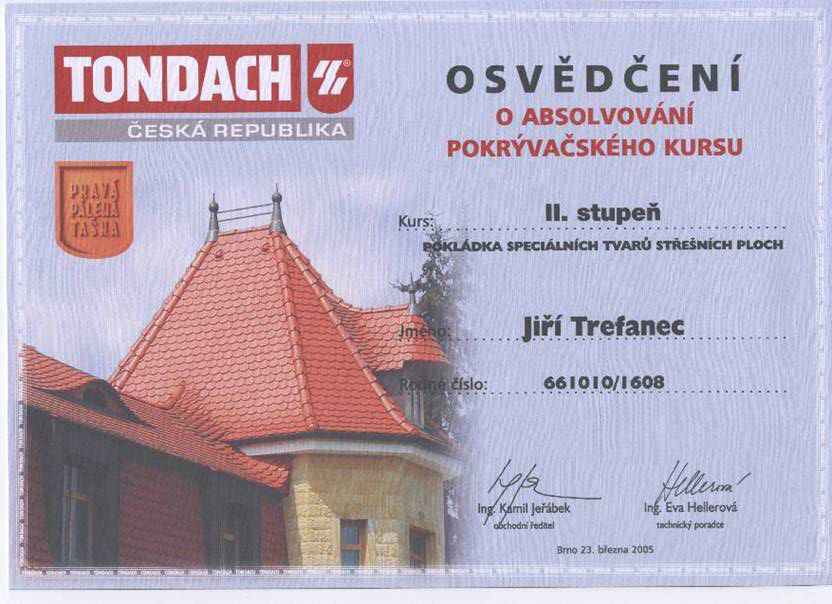 TONDACH
ČESKÁ REPUBLIKA
PRAVÁ
PÁLENÁ
TAŠKA
OSVĚDČENÍ
O ABSOLVOVÁNÍ
POKRÝVAČSKÉHO KURSU
Kurs: II. stupeň
POKLÁDKA SPECIÁLNÍCH TVARŮ STŘEŠNÍCH PLOCH
Jméno: Jiří Trefanec
Rodné číslo: 661010/1608
Ing. Kamil Jeřábek
obchodní ředitel
Ing. Eva Hellerová
technický poradce
Brno 23. března 2005